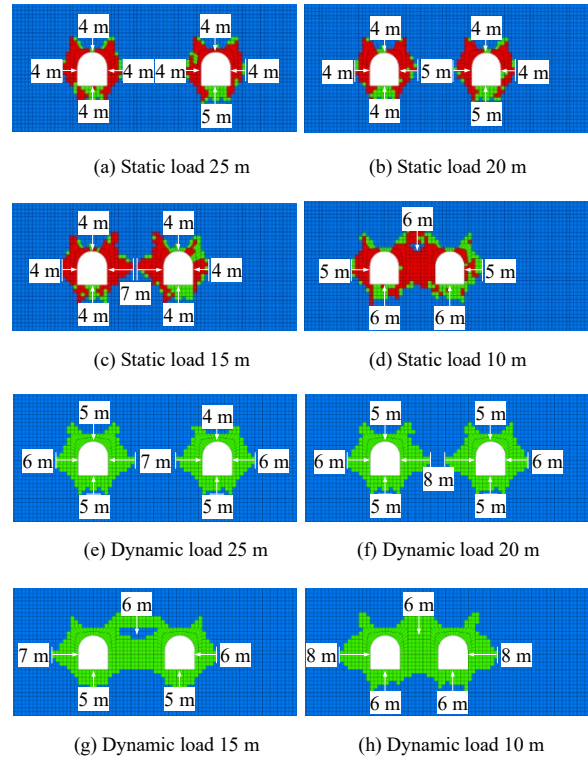 4 m 4 m
4 m 4 m 4 m 4 m
4 m 5 m
(a) Static load 25 m
4 m 4 m
4 m 5 m 4 m
4 m 5 m
(b) Static load 20 m
4 m 4 m
4 m 7 m 4 m
4 m 4 m
(c) Static load 15 m
6 m
5 m 5 m
6 m 6 m
(d) Static load 10 m
5 m 4 m
6 m 7 m 6 m
5 m 5 m
(e) Dynamic load 25 m
5 m 5 m
6 m 8 m 6 m
5 m 5 m
(f) Dynamic load 20 m
6 m
7 m 6 m
5 m 5 m
(g) Dynamic load 15 m
6 m
8 m 8 m
6 m 6 m
(h) Dynamic load 10 m